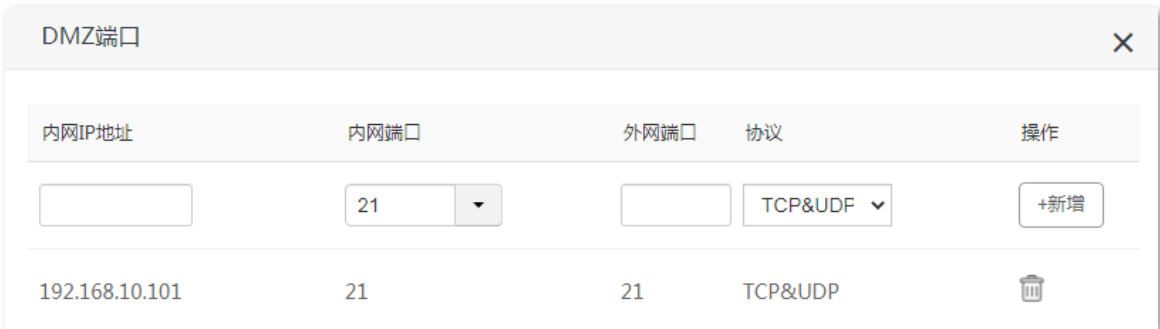 DMZ端口
内网IP地址 内网端口 外网端口 协议 操作
21 TCP&UDP +新增
192.168.10.101 21 21 TCP&UDP